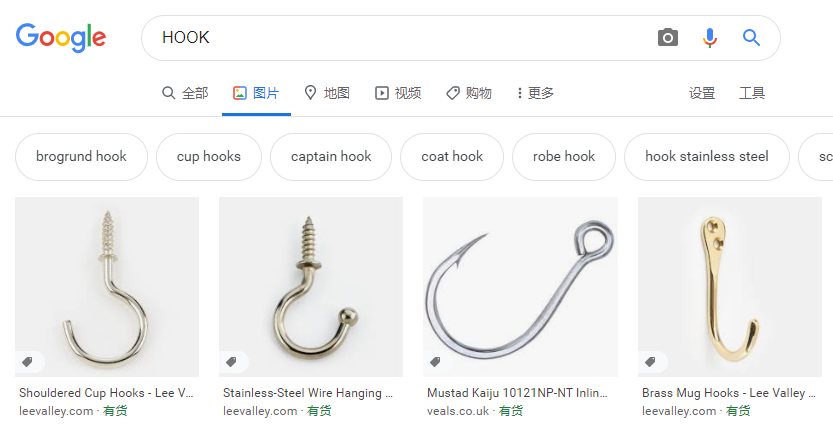 Google
HOOK
全部 图片 地图 视频 购物 更多 设置 工具
brogrund hook cup hooks captain hook coat hook robe hook hook stainless steel sc
Shouldered Cup Hooks - Lee V... Stainless-Steel Wire Hanging ... Mustad Kaiju 10121NP-NT Inlin... Brass Mug Hooks - Lee Valley ...
leevalley.com · 有货 leevalley.com · 有货 veals.co.uk · 有货 leevalley.com · 有货